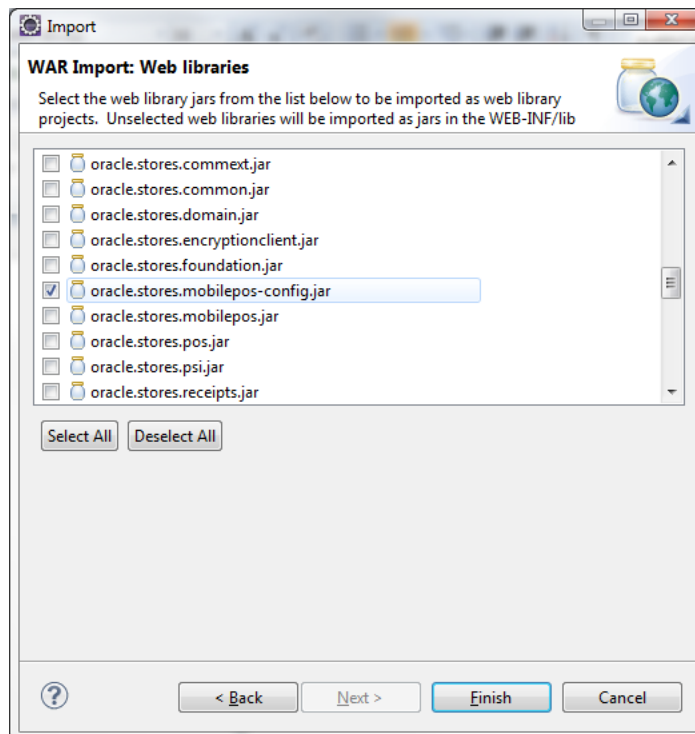 Import
WAR Import: Web libraries
Select the web library jars from the list below to be imported as web library
projects. Unselected web libraries will be imported as jars in the WEB-INF/lib
oracle.stores.commext.jar
oracle.stores.common.jar
oracle.stores.domain.jar
oracle.stores.encryptionclient.jar
oracle.stores.foundation.jar
oracle.stores.mobilepos-config.jar
oracle.stores.mobilepos.jar
oracle.stores.pos.jar
oracle.stores.psi.jar
oracle.stores.receipts.jar
Select All Deselect All
? < Back Next > Finish Cancel